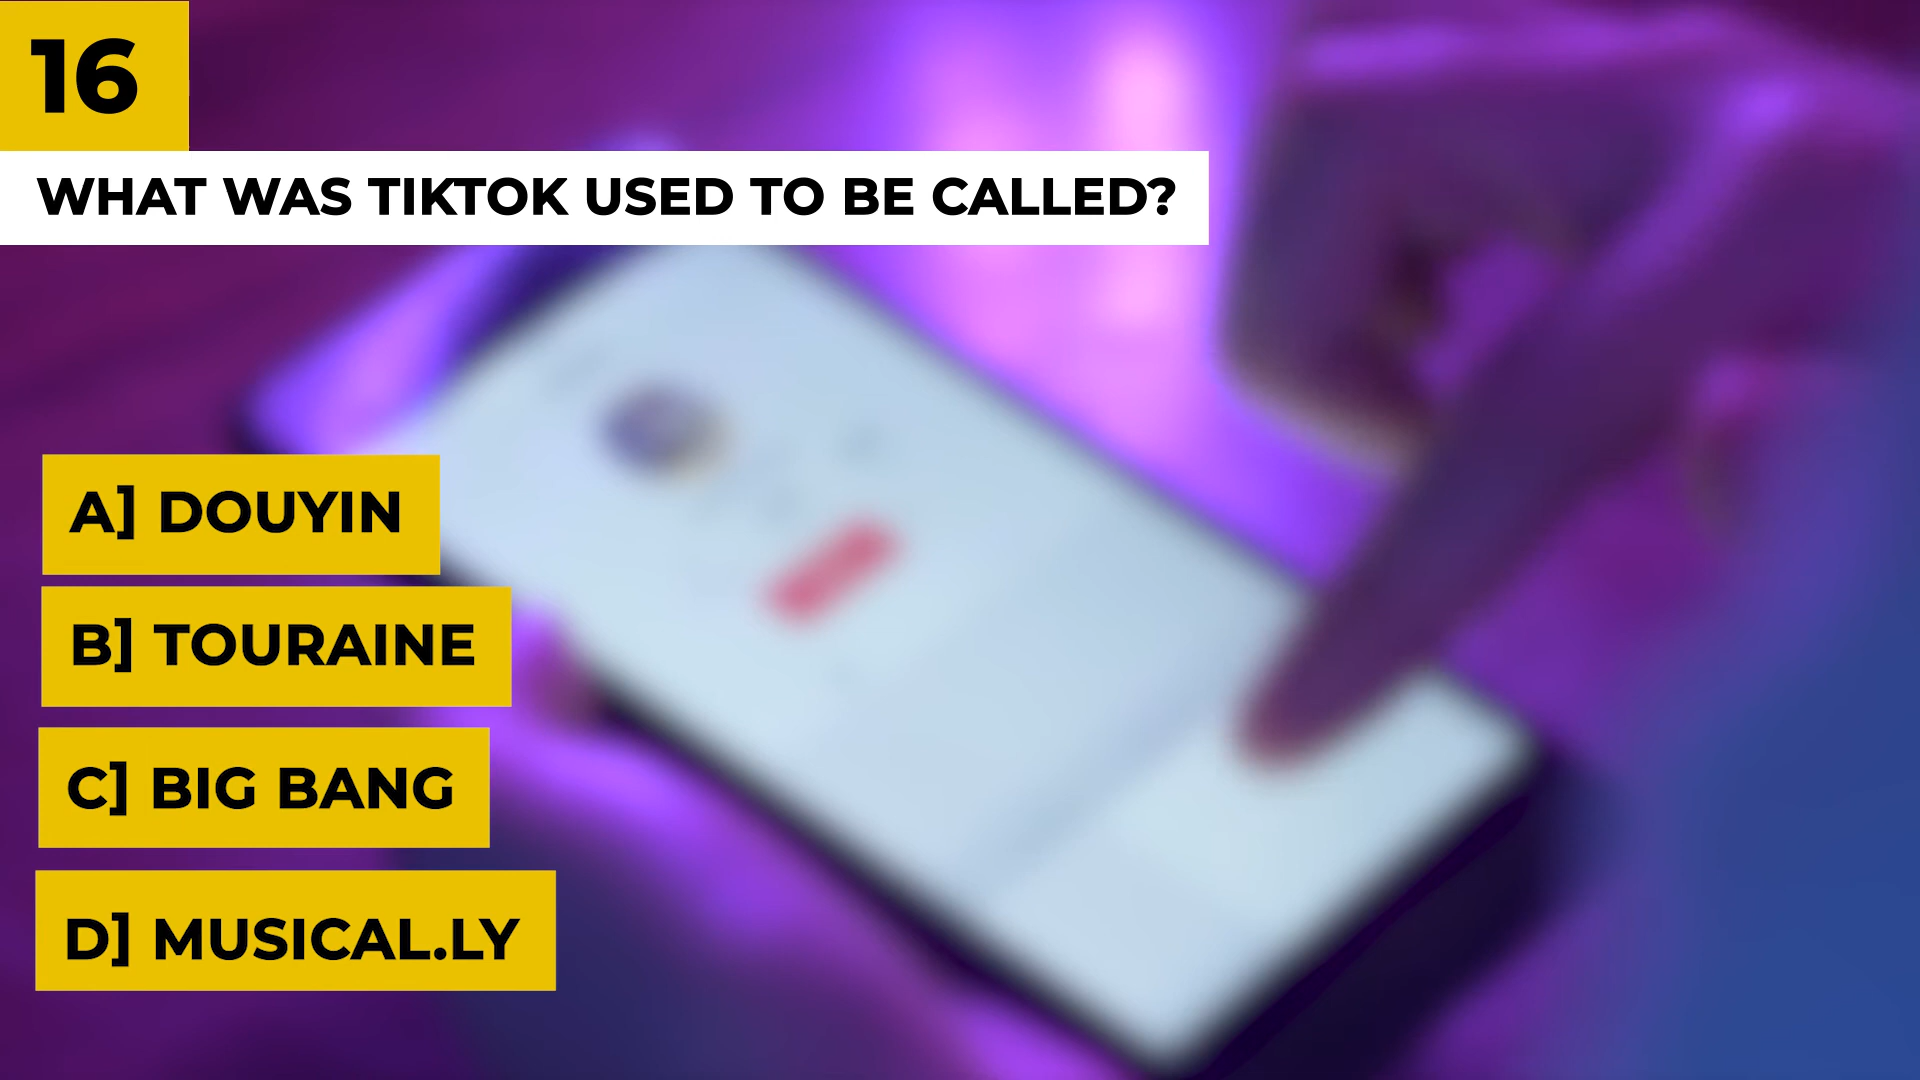 16
WHAT WAS TIKTOK USED TO BE CALLED?
A] DOUYIN
B] TOURAINE
C] BIG BANG
D] MUSICAL.LY